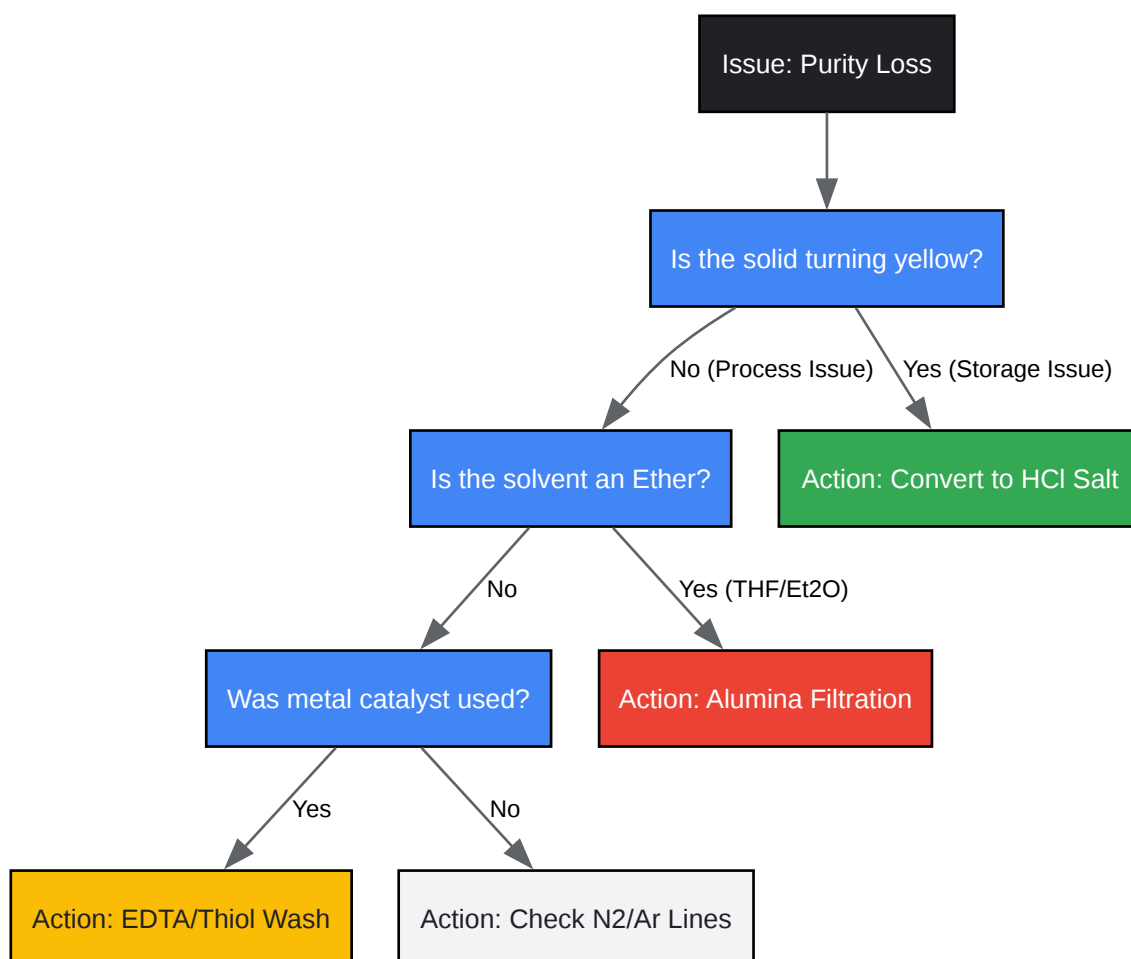 Issue: Purity Loss
Is the solid turning yellow?
No (Process Issue)
Yes (Storage Issue)
Is the solvent an Ether?
Action: Convert to HCl Salt
No
Yes (THF/Et2O)
Was metal catalyst used?
Action: Alumina Filtration
Yes
No
Action: EDTA/Thiol Wash
Action: Check N2/Ar Lines